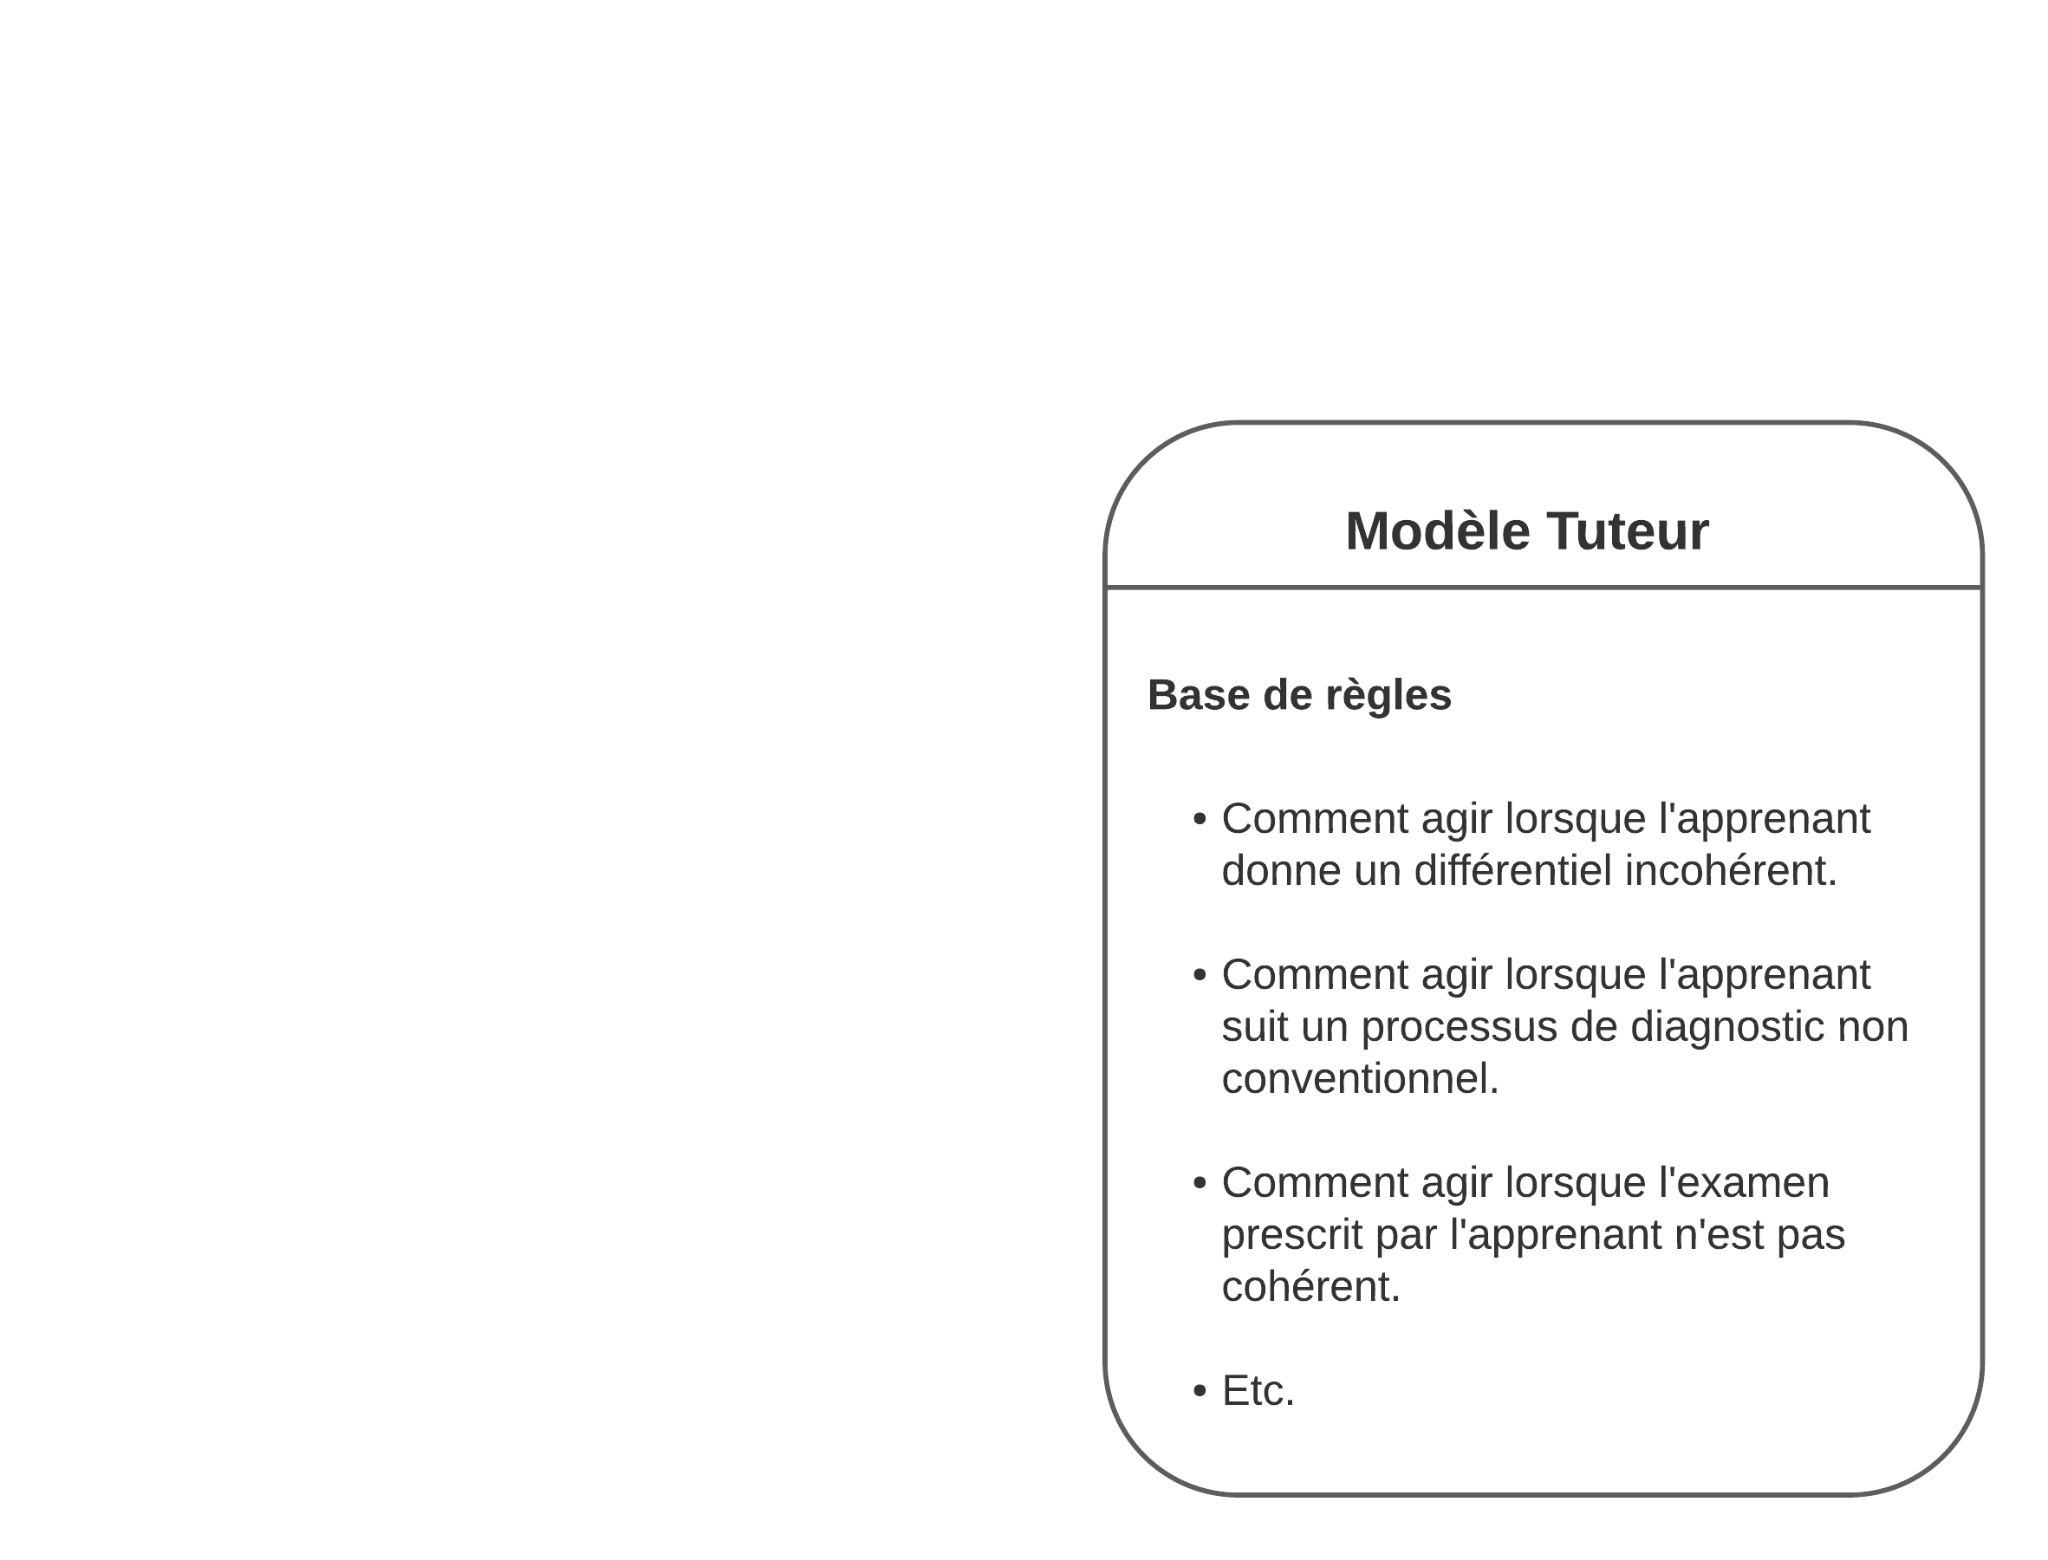 Modèle Tuteur
Base de règles
• Comment agir lorsque l'apprenant
donne un différentiel incohérent.
• Comment agir lorsque l'apprenant
suit un processus de diagnostic non
conventionnel.
• Comment agir lorsque l'examen
prescrit par l'apprenant n'est pas
cohérent.
• Etc.